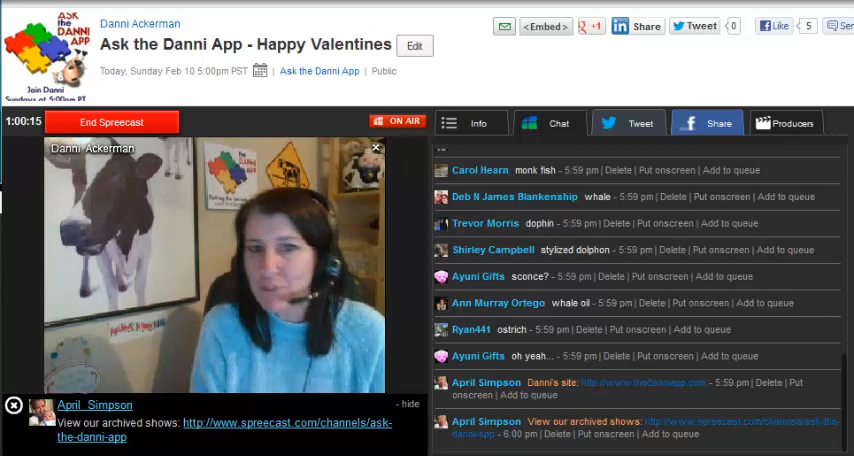 ASK
the
DANNI
APP
Join Danni
Sundays at 5:00pm PT
Danni Ackerman
Ask the Danni App - Happy Valentines
Edit
Today, Sunday Feb 10 5:00pm PST | Ask the Danni App | Public
<Embed>
+1
Share
Tweet
0
Like
5
1:00:15
End Spreecast
ON AIR
Info
Chat
Tweet
Share
Producers
Danni Ackerman
ASK
the
DANNI
APP
Carol Hearn monk fish - 5:59 pm | Delete | Put onscreen | Add to queue
Deb N James Blankenship whale - 5:59 pm | Delete | Put onscreen | Add to queue
Trevor Morris dophin - 5:59 pm | Delete | Put onscreen | Add to queue
Shirley Campbell stylized dolphon - 5:59 pm | Delete | Put onscreen | Add to queue
Ayuni Gifts sconce? - 5:59 pm | Delete | Put onscreen | Add to queue
Ann Murray Ortego whale oil - 5:59 pm | Delete | Put onscreen | Add to queue
Ryan441 ostrich - 5:59 pm | Delete | Put onscreen | Add to queue
Ayuni Gifts oh yeah... - 5:59 pm | Delete | Put onscreen | Add to queue
April Simpson Danni's site: http://www.thedanniapp.com - 5:59 pm | Delete | Put
onscreen | Add to queue
April Simpson View our archived shows: http://www.spreecast.com/channels/ask-the-
danni-app - 6:00 pm | Delete | Put onscreen | Add to queue
April Simpson
- hide
View our archived shows: http://www.spreecast.com/channels/ask-
the-danni-app